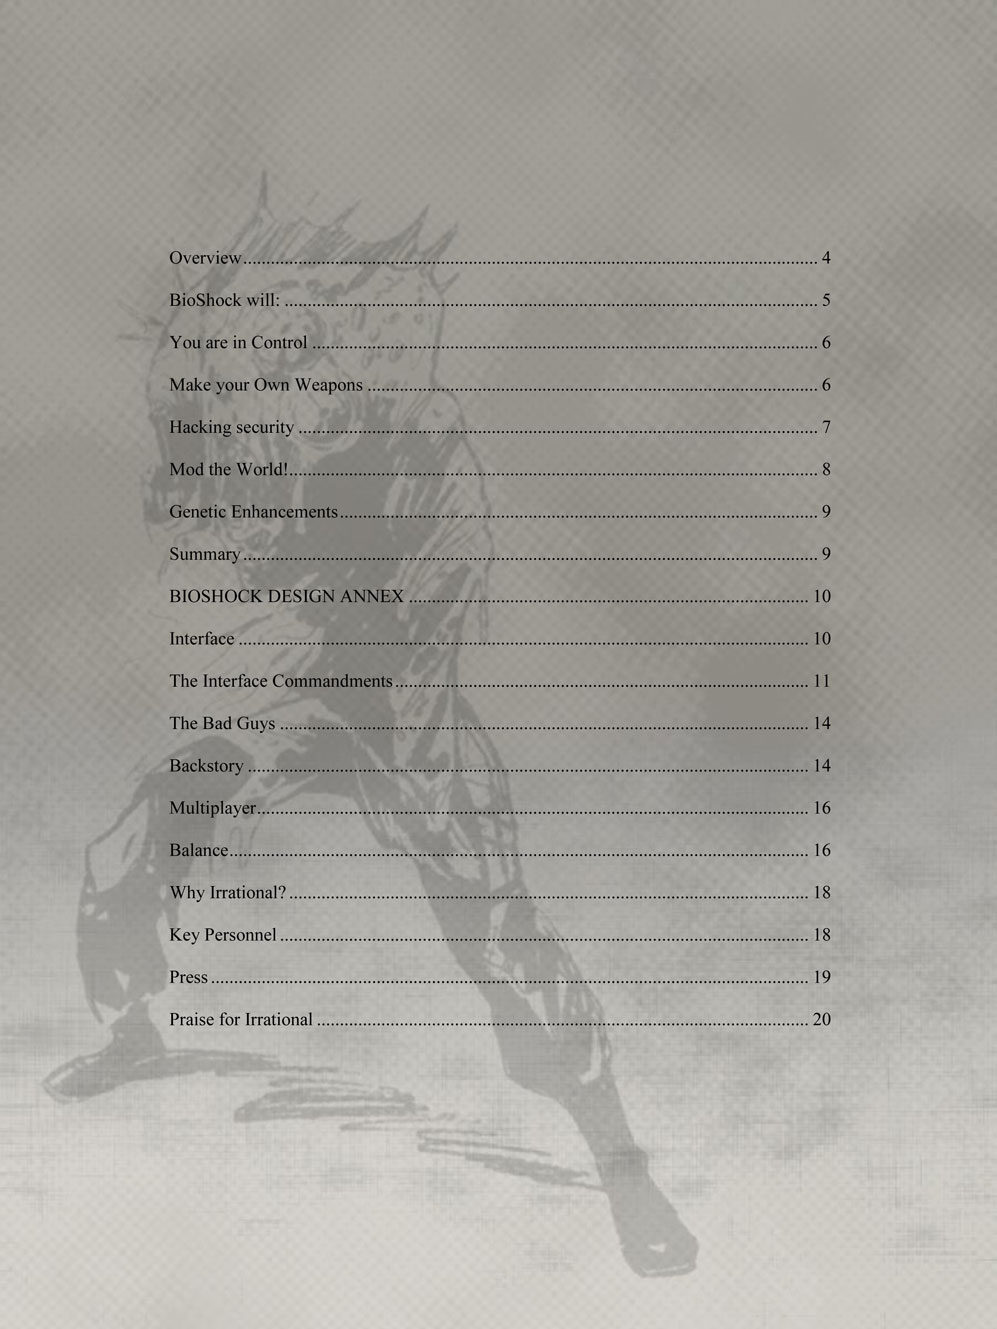 Overview........................................................................................................................ 4
BioShock will: ................................................................................................................ 5
You are in Control .......................................................................................................... 6
Make your Own Weapons .............................................................................................. 6
Hacking security ............................................................................................................. 7
Mod the World!............................................................................................................... 8
Genetic Enhancements.................................................................................................... 9
Summary......................................................................................................................... 9
BIOSHOCK DESIGN ANNEX .................................................................................... 10
Interface ........................................................................................................................ 10
The Interface Commandments...................................................................................... 11
The Bad Guys ............................................................................................................... 14
Backstory ...................................................................................................................... 14
Multiplayer.................................................................................................................... 16
Balance.......................................................................................................................... 16
Why Irrational? ............................................................................................................. 18
Key Personnel ............................................................................................................... 18
Press .............................................................................................................................. 19
Praise for Irrational ....................................................................................................... 20